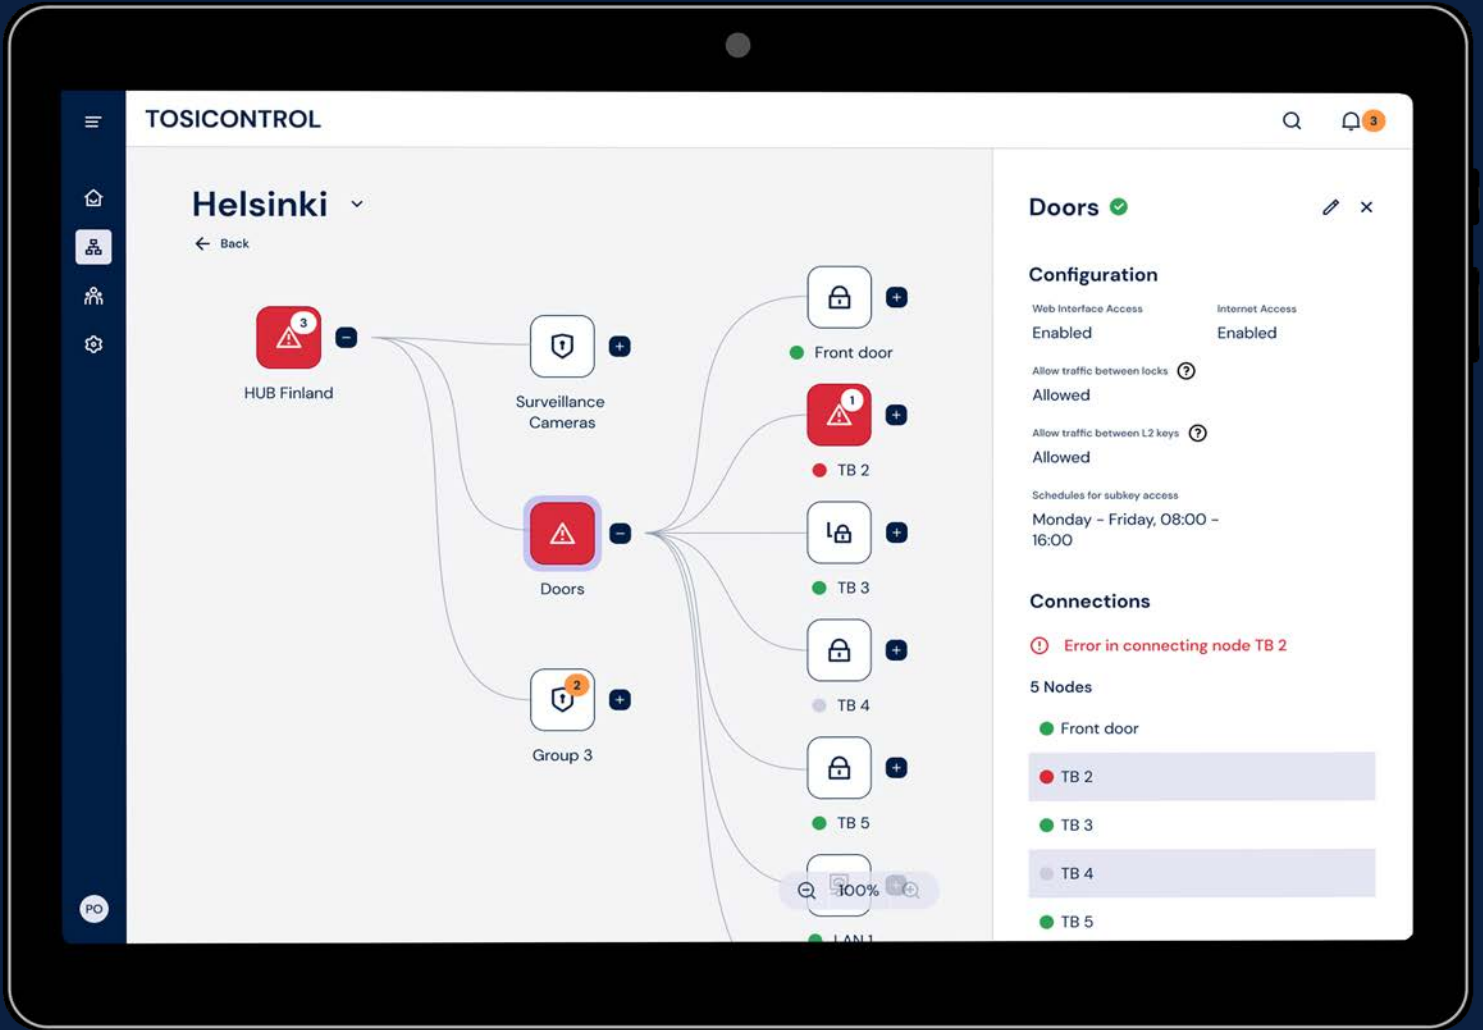 TOSICONTROL
3
Helsinki
Back
3
HUB Finland
Surveillance
Cameras
Doors
2
Group 3
Front door
1
TB 2
TB 3
TB 4
TB 5
100%
LAN 1
PO
Doors
Configuration
Web Interface Access
Internet Access
Enabled
Enabled
Allow traffic between locks ?
Allowed
Allow traffic between L2 keys ?
Allowed
Schedules for subkey access
Monday - Friday, 08:00 -
16:00
Connections
Error in connecting node TB 2
5 Nodes
Front door
TB 2
TB 3
TB 4
TB 5